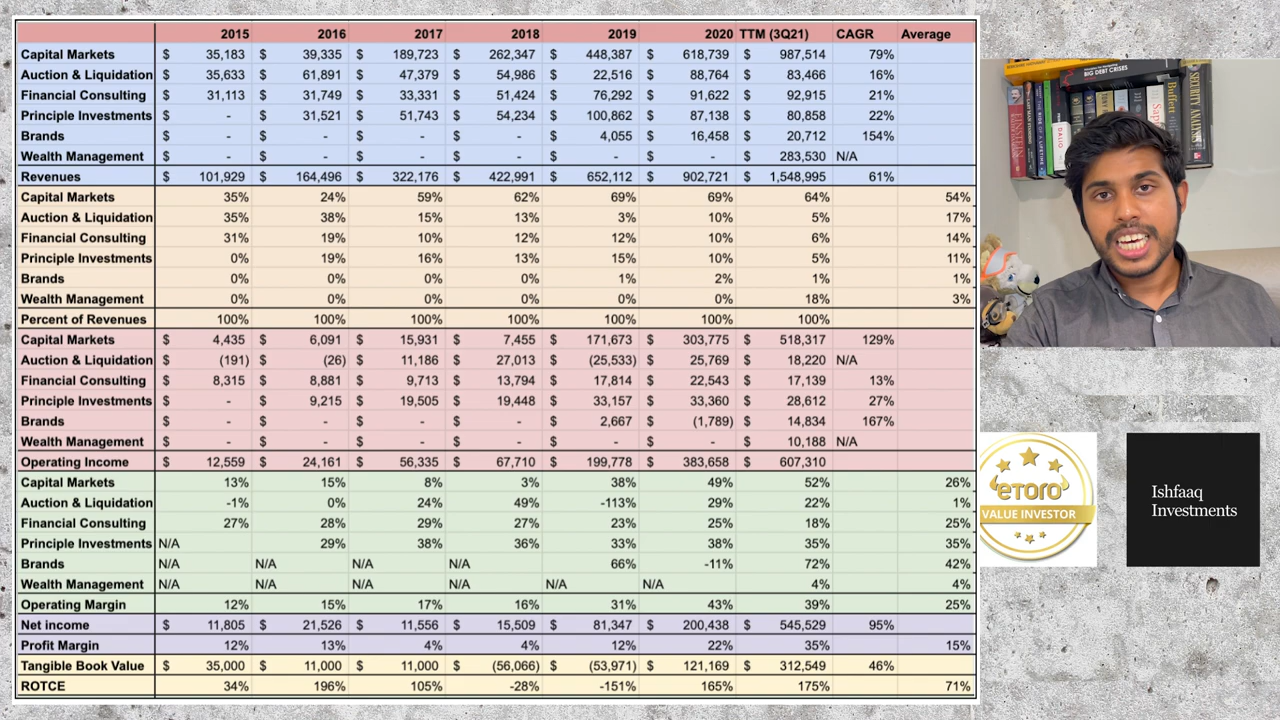 2015 2016 2017 2018 2019 2020 TTM (3Q21) CAGR Average
Capital Markets $ 35,183 $ 39,335 $ 189,723 $ 262,347 $ 448,387 $ 618,739 $ 987,514 79%
Auction & Liquidation $ 35,633 $ 61,891 $ 47,379 $ 54,986 $ 22,516 $ 88,764 $ 83,466 16%
Financial Consulting $ 31,113 $ 31,749 $ 33,331 $ 51,424 $ 76,292 $ 91,622 $ 92,915 21%
Principle Investments $ - $ 31,521 $ 51,743 $ 54,234 $ 100,862 $ 87,138 $ 80,858 22%
Brands $ - $ - $ - $ - $ 4,055 $ 16,458 $ 20,712 154%
Wealth Management $ - $ - $ - $ - $ - $ - $ 283,530 N/A
Revenues $ 101,929 $ 164,496 $ 322,176 $ 422,991 $ 652,112 $ 902,721 $ 1,548,995 61%
Capital Markets 35% 24% 59% 62% 69% 69% 64% 54%
Auction & Liquidation 35% 38% 15% 13% 3% 10% 5% 17%
Financial Consulting 31% 19% 10% 12% 12% 10% 6% 14%
Principle Investments 0% 19% 16% 13% 15% 10% 5% 11%
Brands 0% 0% 0% 0% 1% 2% 1% 1%
Wealth Management 0% 0% 0% 0% 0% 0% 18% 3%
Percent of Revenues 100% 100% 100% 100% 100% 100% 100%
Capital Markets $ 4,435 $ 6,091 $ 15,931 $ 7,455 $ 171,673 $ 303,775 $ 518,317 129%
Auction & Liquidation $ (191) $ (26) $ 11,186 $ 27,013 $ (25,533) $ 25,769 $ 18,220 N/A
Financial Consulting $ 8,315 $ 8,881 $ 9,713 $ 13,794 $ 17,814 $ 22,543 $ 17,139 13%
Principle Investments $ - $ 9,215 $ 19,505 $ 19,448 $ 33,157 $ 33,360 $ 28,612 27%
Brands $ - $ - $ - $ - $ 2,667 $ (1,789) $ 14,834 167%
Wealth Management $ - $ - $ - $ - $ - $ - $ 10,188 N/A
Operating Income $ 12,559 $ 24,161 $ 56,335 $ 67,710 $ 199,778 $ 383,658 $ 607,310
Capital Markets 13% 15% 8% 3% 38% 49% 52% 26%
Auction & Liquidation -1% 0% 24% 49% -113% 29% 22% 1%
Financial Consulting 27% 28% 29% 27% 23% 25% 18% 25%
Principle Investments N/A 29% 38% 36% 33% 38% 35% 35%
Brands N/A N/A N/A N/A 66% -11% 72% 42%
Wealth Management N/A N/A N/A N/A N/A N/A 4% 4%
Operating Margin 12% 15% 17% 16% 31% 43% 39% 25%
Net income $ 11,805 $ 21,526 $ 11,556 $ 15,509 $ 81,347 $ 200,438 $ 545,529 95%
Profit Margin 12% 13% 4% 4% 12% 22% 35% 15%
Tangible Book Value $ 35,000 $ 11,000 $ 11,000 $ (56,066) $ (53,971) $ 121,169 $ 312,549 46%
ROTCE 34% 196% 105% -28% -151% 165% 175% 71%
BIG DEBT CRISES
DALIO
Buffett
eTORO
VALUE INVESTOR
Ishfaaq
Investments